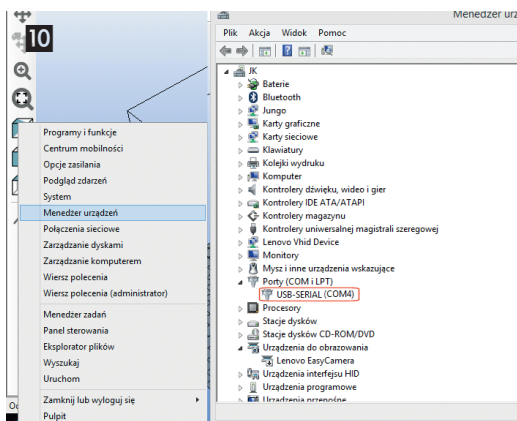 10
Programy i funkcje
Centrum mobilności
Opcje zasilania
Podgląd zdarzeń
System
Menedżer urządzeń
Połączenia sieciowe
Zarządzanie dyskami
Zarządzanie komputerem
Wiersz polecenia
Wiersz polecenia (administrator)
Menedżer zadań
Panel sterowania
Eksplorator plików
Wyszukaj
Uruchom
Zamknij lub wyloguj się
Pulpit
Menedżer urz
Plik Akcja Widok Pomoc
JK
Baterie
Bluetooth
Jungo
Karty graficzne
Karty sieciowe
Klawiatury
Kolejki wydruku
Komputer
Kontrolery dźwięku, wideo i gier
Kontrolery IDE ATA/ATAPI
Kontrolery magazynu
Kontrolery uniwersalnej magistrali szeregowej
Lenovo Vhid Device
Monitory
Mysz i inne urządzenia wskazujące
Porty (COM i LPT)
USB-SERIAL (COM4)
Procesory
Stacje dysków
Stacje dysków CD-ROM/DVD
Urządzenia do obrazowania
Lenovo EasyCamera
Urządzenia interfejsu HID
Urządzenia programowe
Urządzenia przenośne